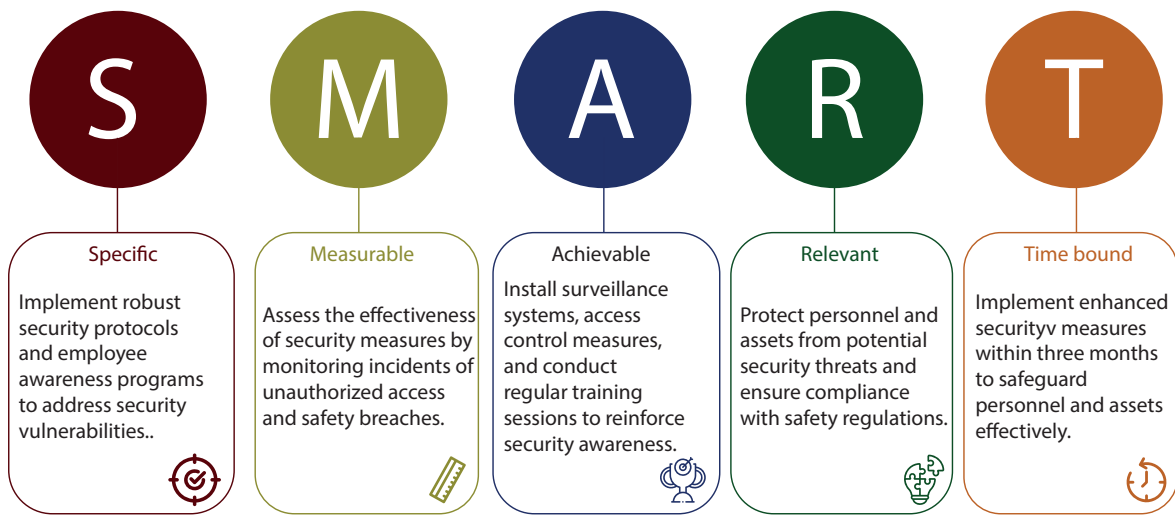 S
M
A
R
T
Specific
Implement robust
security protocols
and employee
awareness programs
to address security
vulnerabilities..
Measurable
Assess the effectiveness
of security measures by
monitoring incidents of
unauthorized access
and safety breaches.
Achievable
Install surveillance
systems, access
control measures,
and conduct
regular training
sessions to reinforce
security awareness.
Relevant
Protect personnel and
assets from potential
security threats and
ensure compliance
with safety regulations.
Time bound
Implement enhanced
securityv measures
within three months
to safeguard
personnel and assets
effectively.